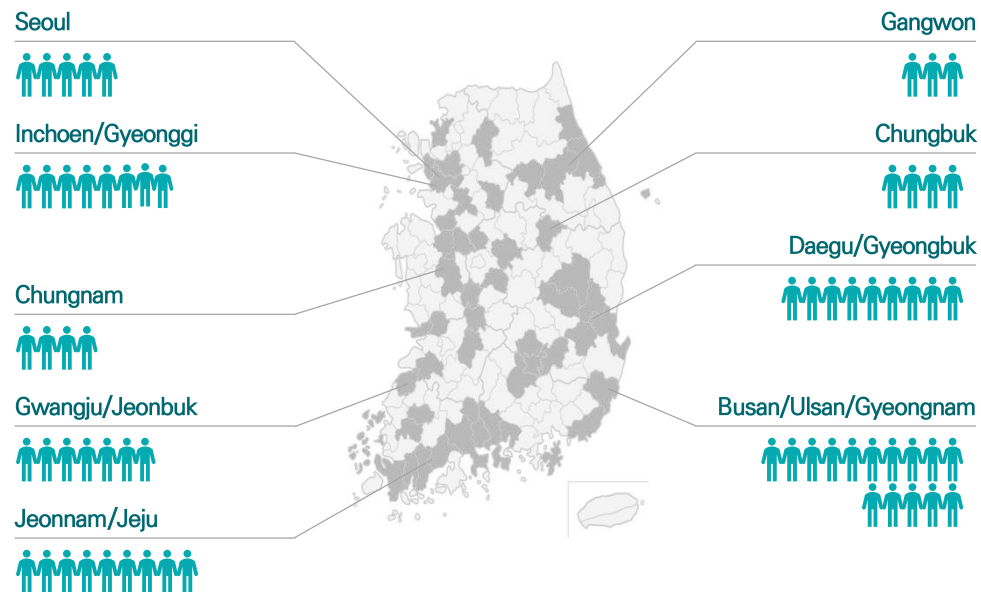 Seoul
Gangwon
Inchoen/Gyeonggi
Chungbuk
Daegu/Gyeongbuk
Chungnam
Gwangju/Jeonbuk
Busan/Ulsan/Gyeongnam
Jeonnam/Jeju